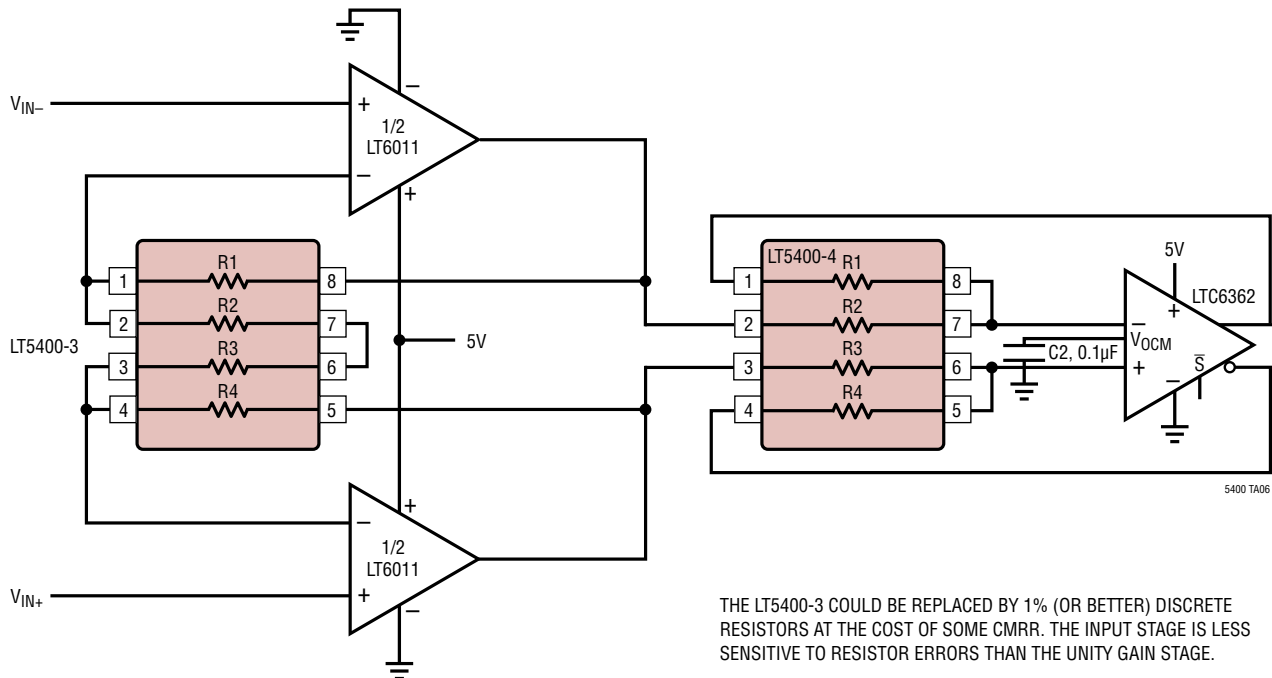 VIN–
+
–
1/2
LT6011
–
+
R1
R2
R3
R4
1
2
3
4
8
7
6
5
LT5400-3
5V
–
+
1/2
LT6011
+
–
VIN+
LT5400-4
R1
R2
R3
R4
1
2
3
4
8
7
6
5
C2, 0.1µF
5V
LTC6362
+
–
VOCM
+
–
S̅
5400 TA06
THE LT5400-3 COULD BE REPLACED BY 1% (OR BETTER) DISCRETE
RESISTORS AT THE COST OF SOME CMRR. THE INPUT STAGE IS LESS
SENSITIVE TO RESISTOR ERRORS THAN THE UNITY GAIN STAGE.